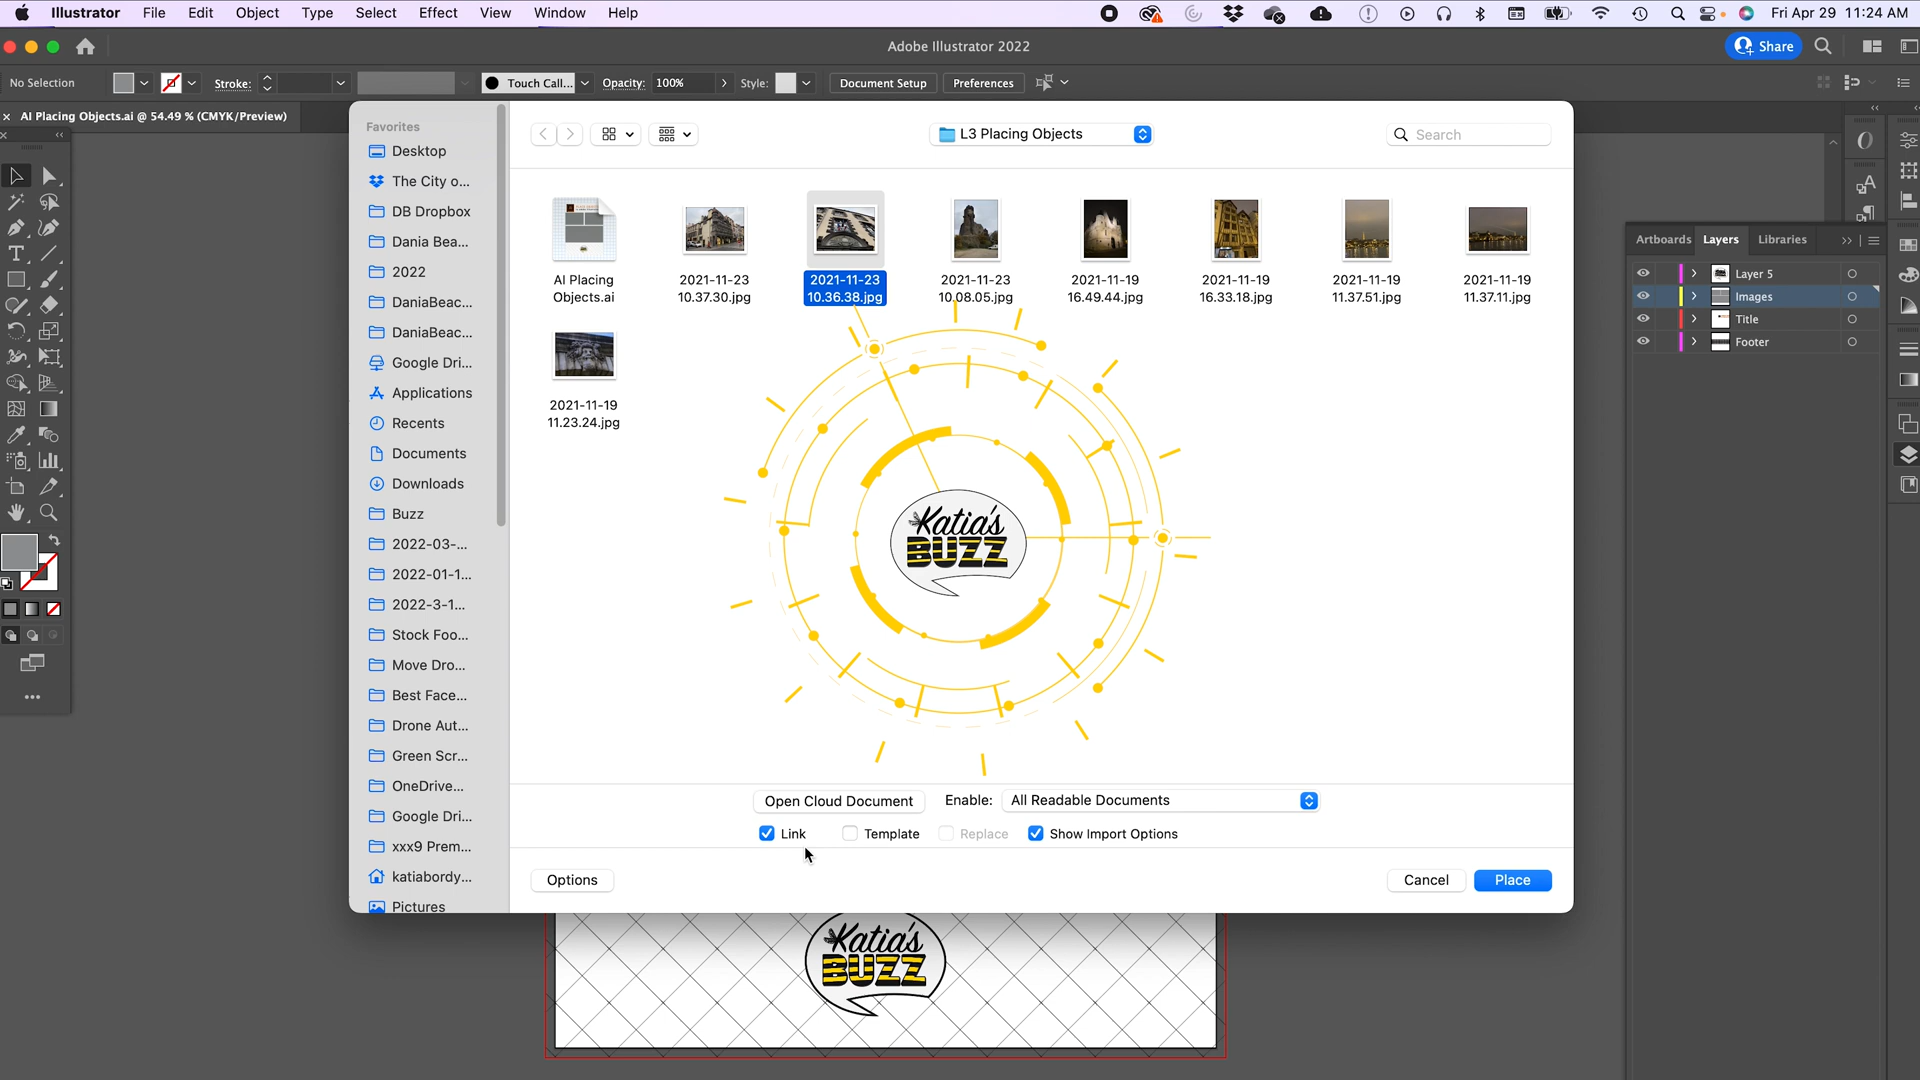 Illustrator File Edit Object Type Select Effect View Window Help
Fri Apr 29 11:24 AM
Adobe Illustrator 2022
Share
No Selection
Stroke:
Touch Call...
Opacity: 100%
Style:
Document Setup
Preferences
AI Placing Objects.ai @ 54.49 % (CMYK/Preview)
Favorites
Desktop
The City o...
DB Dropbox
Dania Bea...
2022
DaniaBeac...
DaniaBeac...
Google Dri...
Applications
Recents
Documents
Downloads
Buzz
2022-03-...
2022-01-1...
2022-3-1...
Stock Foo...
Move Dro...
Best Face...
Drone Aut...
Green Scr...
OneDrive...
Google Dri...
xxx9 Prem...
katiabordy...
Pictures
L3 Placing Objects
Search
AI Placing
Objects.ai
2021-11-23
10.37.30.jpg
2021-11-23
10.36.38.jpg
2021-11-23
10.08.05.jpg
2021-11-19
16.49.44.jpg
2021-11-19
16.33.18.jpg
2021-11-19
11.37.51.jpg
2021-11-19
11.37.11.jpg
2021-11-19
11.23.24.jpg
Katia's
BUZZ
Open Cloud Document
Enable: All Readable Documents
Link
Template
Replace
Show Import Options
Options
Cancel
Place
Katia's
BUZZ
Artboards Layers Libraries
Layer 5
Images
Title
Footer